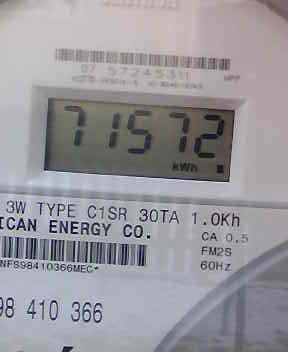 07 57245311
71572
kWh
3W TYPE C1SR 30TA 1.0Kh
ICAN ENERGY CO.
CA 0.5
FM2S
60Hz
NFS98410366MEC*
98 410 366